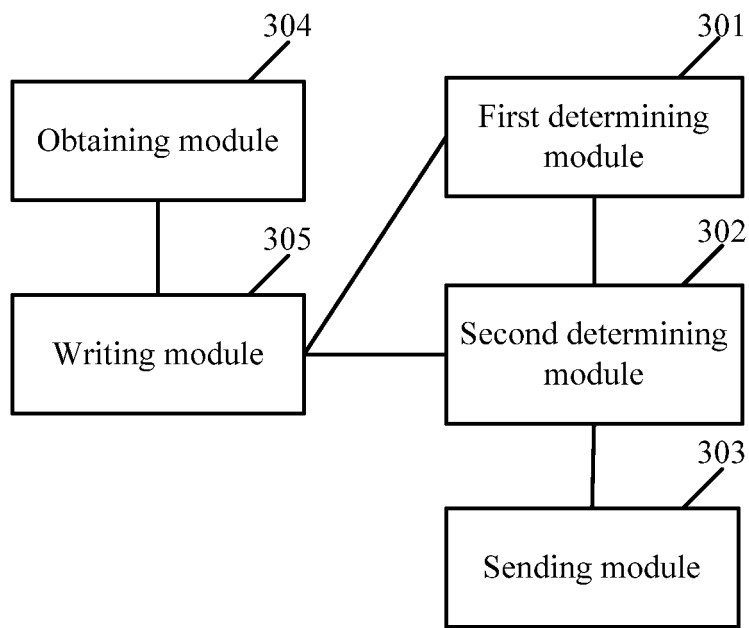 304
Obtaining module
305
Writing module
301
First determining
module
302
Second determining
module
303
Sending module